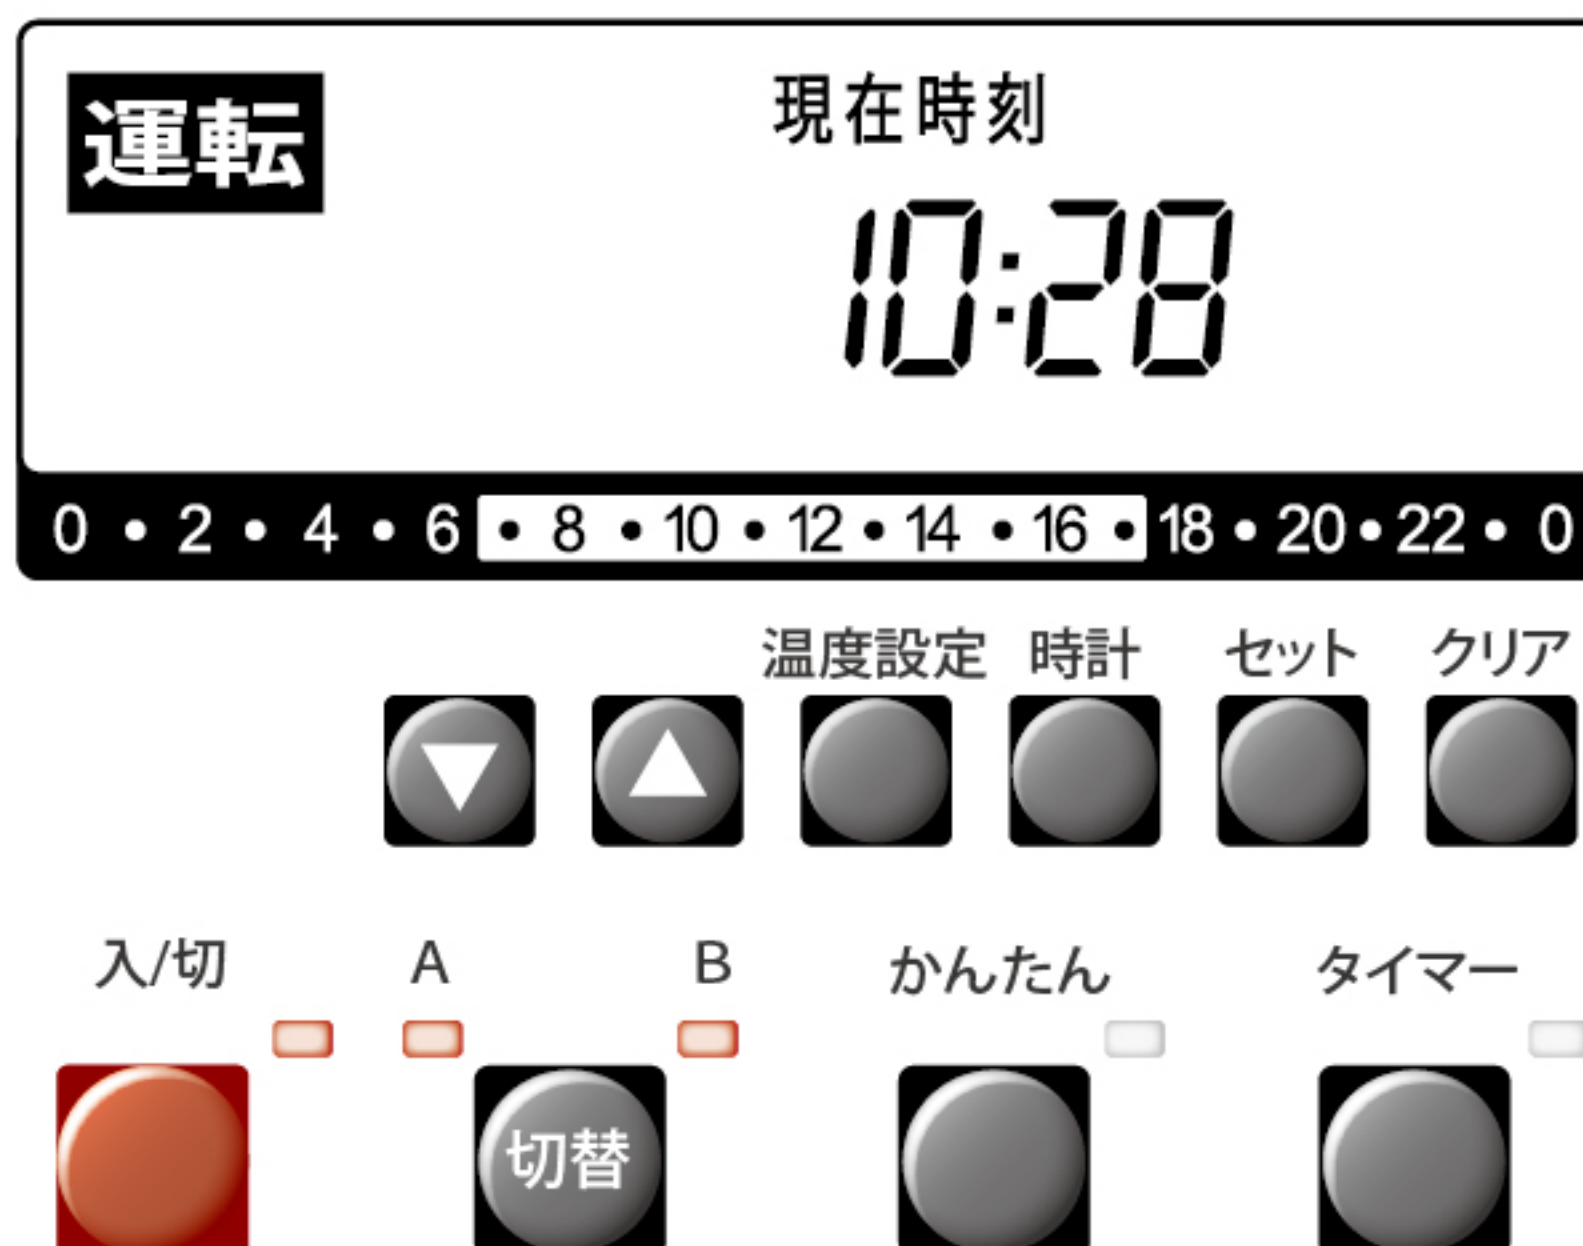 運転
現在時刻
10:28
0 • 2 • 4 • 6 • 8 • 10 • 12 • 14 • 16 • 18 • 20 • 22 • 0
▼ ▲ 温度設定 時計 セット クリア
入/切 A B かんたん タイマー
切替